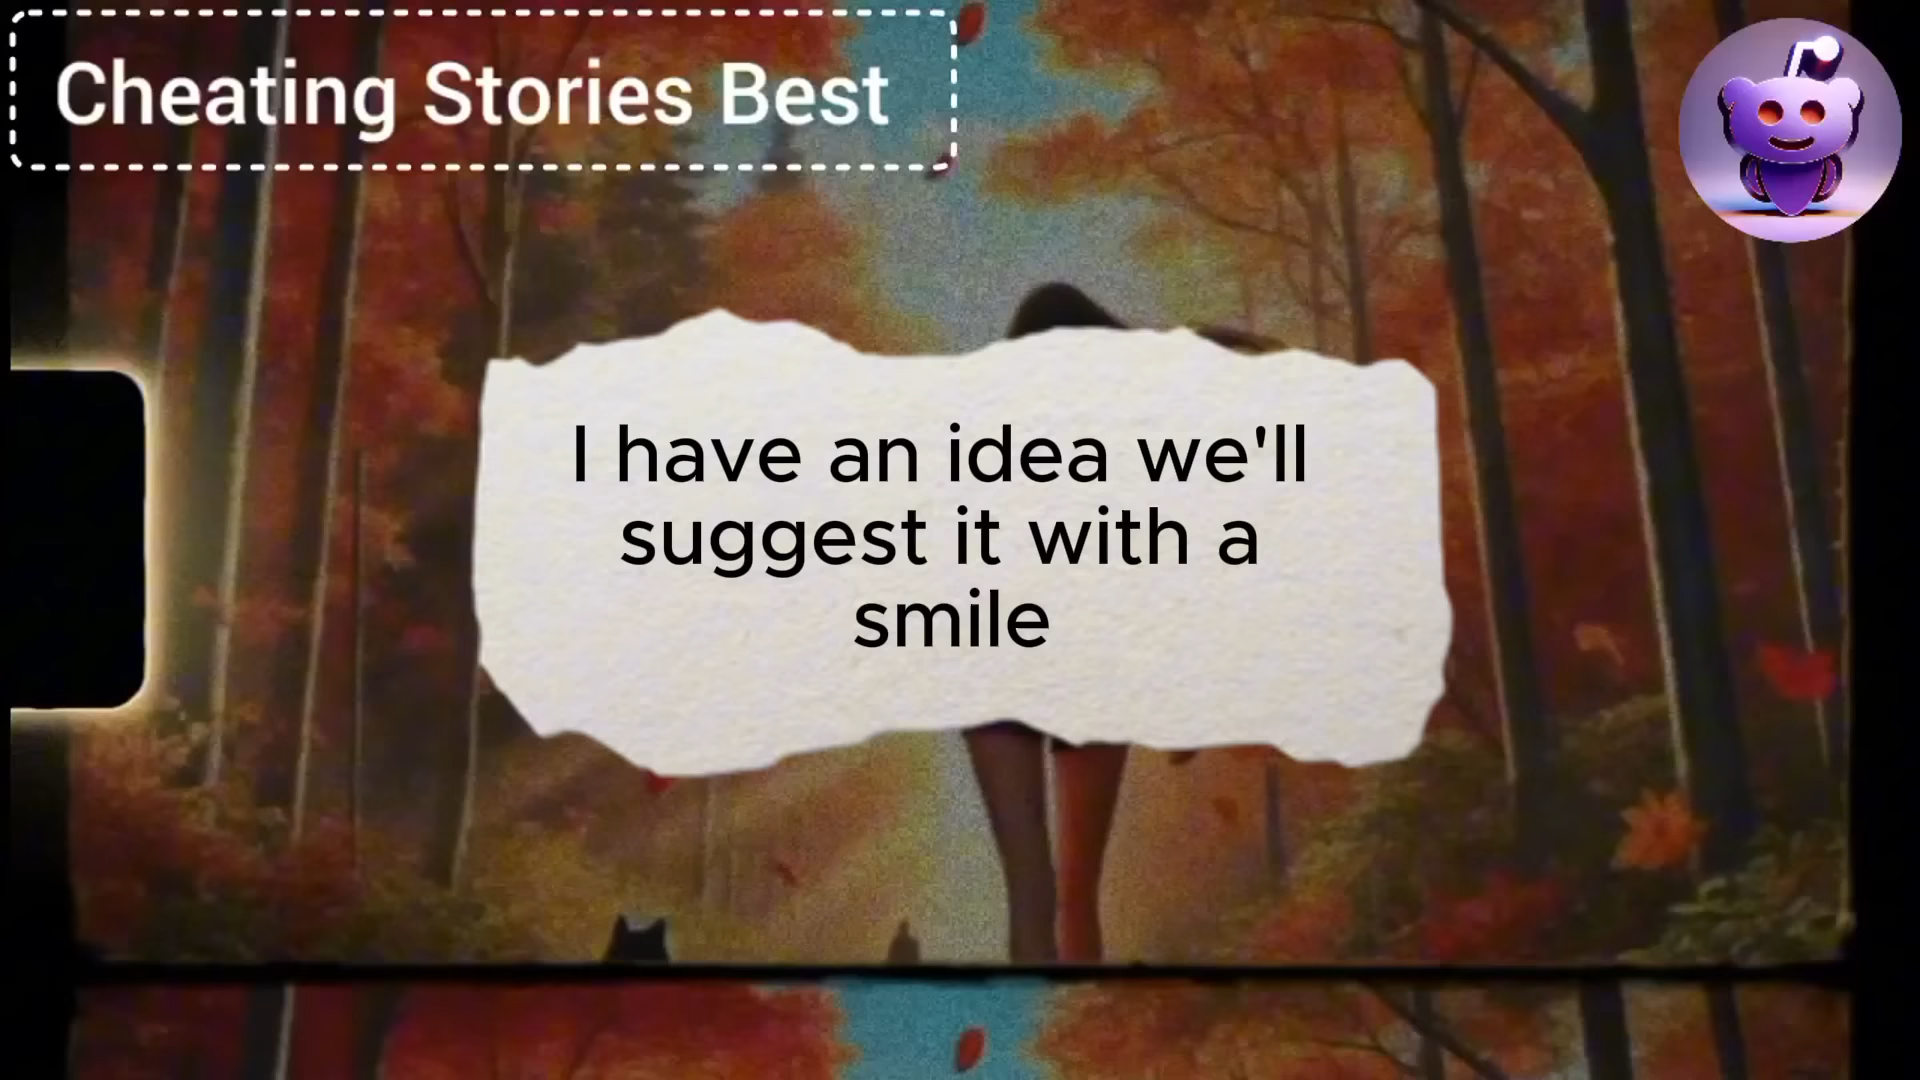 Cheating Stories Best
I have an idea we'll
suggest it with a
smile